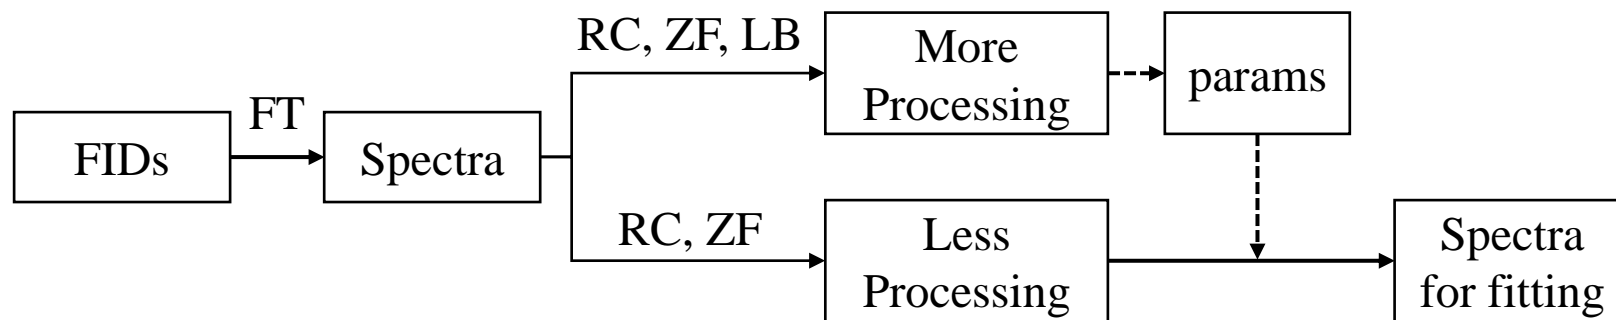 FIDs
FT
Spectra
RC, ZF, LB
More
Processing
params
RC, ZF
Less
Processing
Spectra
for fitting